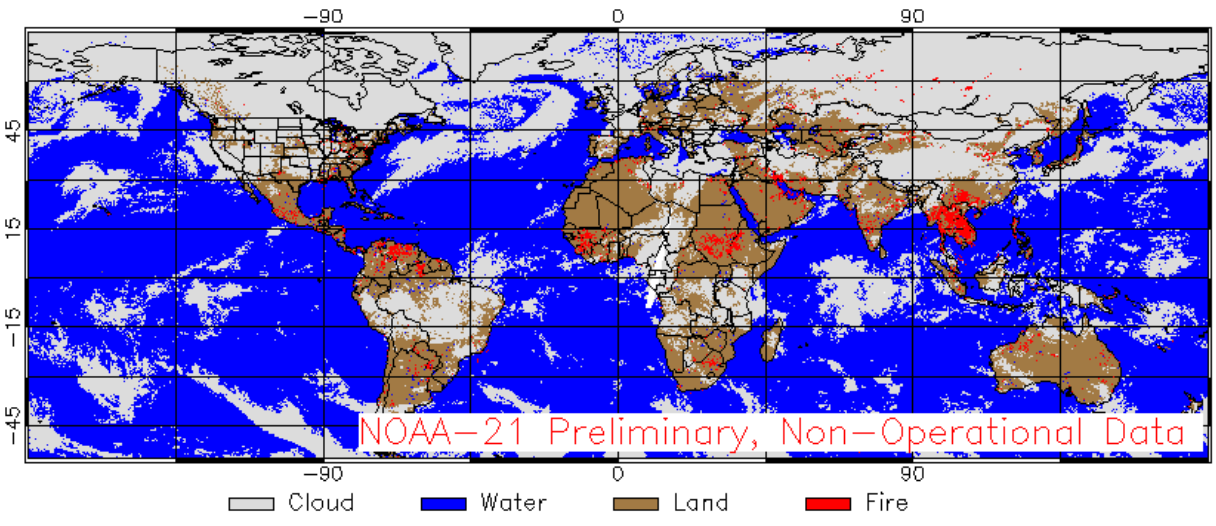 -90 0 90
45
15
-15
-45
NOAA-21 Preliminary, Non-Operational Data
-90 0 90
Cloud Water Land Fire